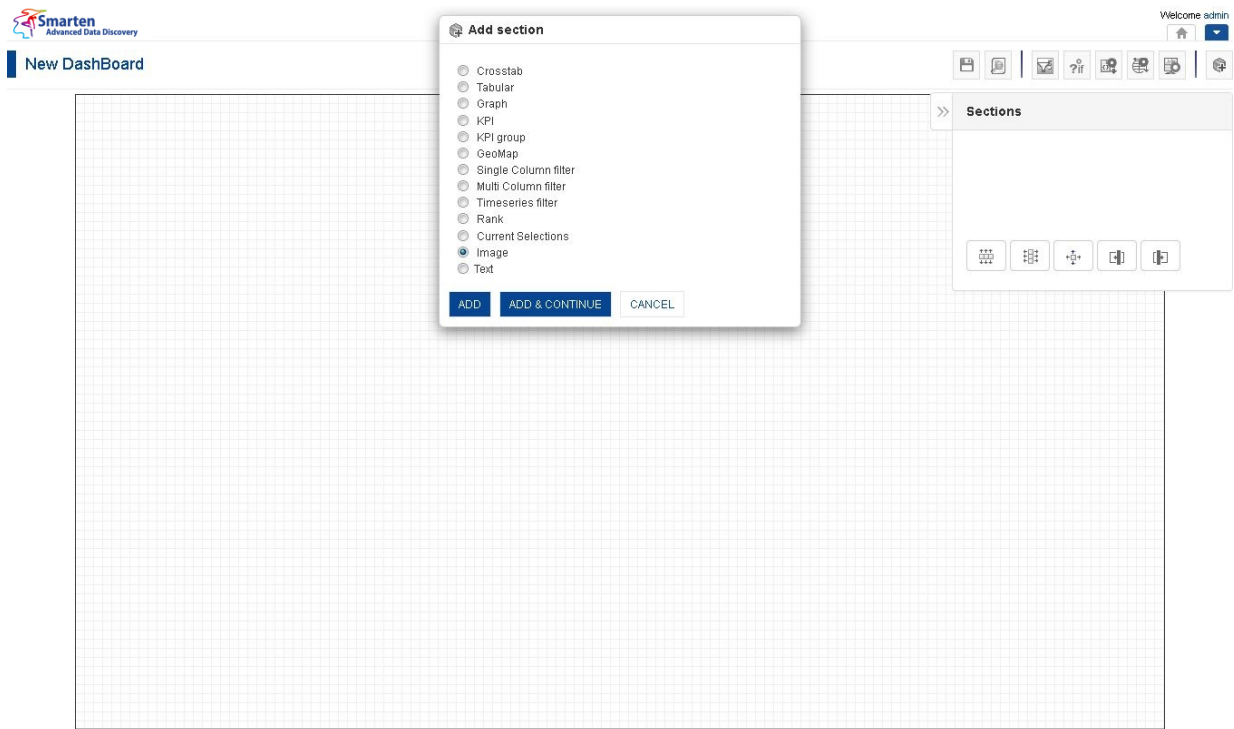 Smarten
Advanced Data Discovery
Welcome admin
New DashBoard
?if
Add section
Crosstab
Tabular
Graph
KPI
KPI group
GeoMap
Single Column filter
Multi Column filter
Timeseries filter
Rank
Current Selections
Image
Text
ADD
ADD & CONTINUE
CANCEL
Sections